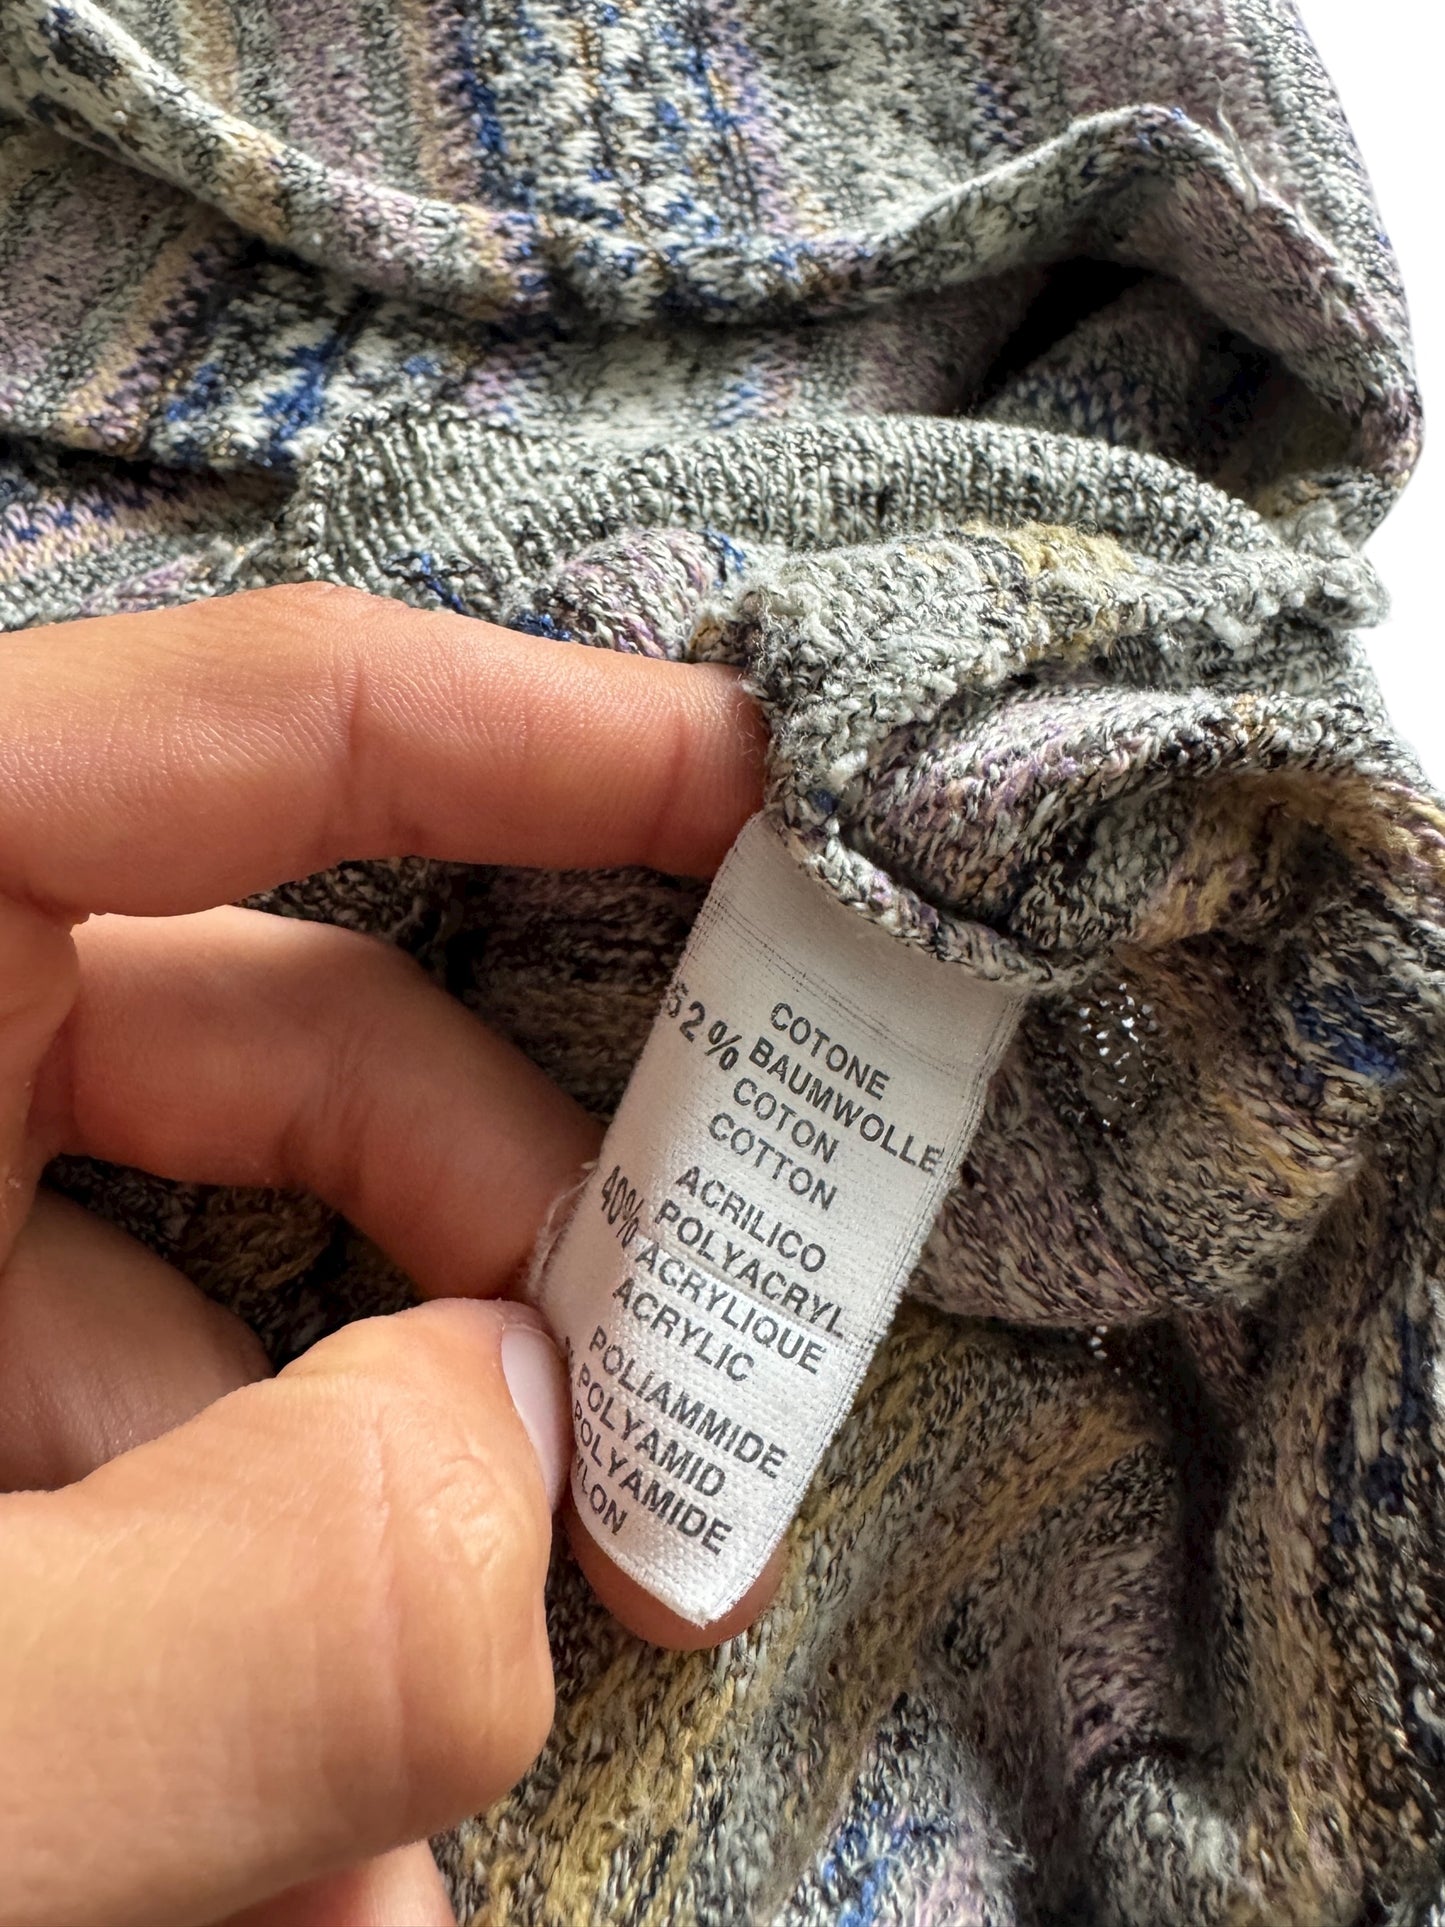 COTONE
52% BAUMWOLLE
COTON
COTTON
ACRILICO
40% POLYACRYL
ACRYLIQUE
ACRYLIC
POLIAMMIDE
POLYAMID
POLYAMIDE